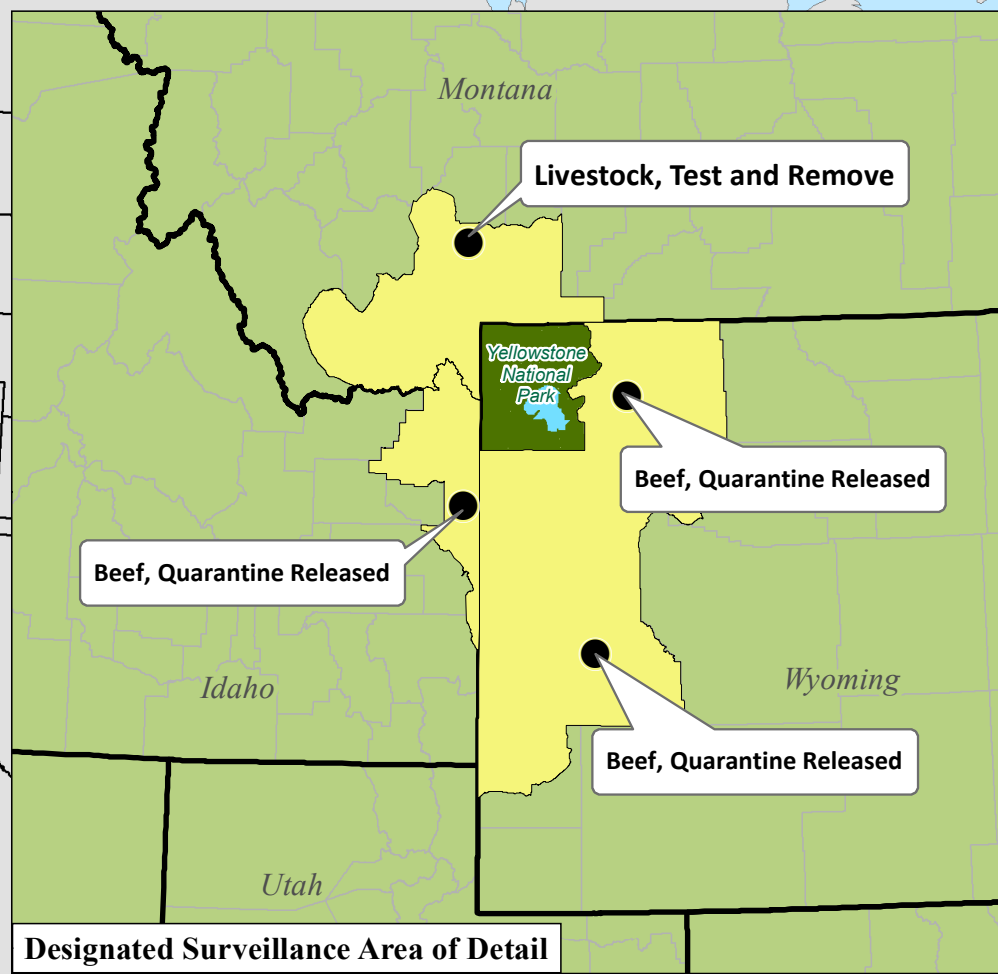 Montana
Livestock, Test and Remove
Yellowstone
National
Park
Beef, Quarantine Released
Beef, Quarantine Released
Idaho
Wyoming
Beef, Quarantine Released
Utah
Designated Surveillance Area of Detail